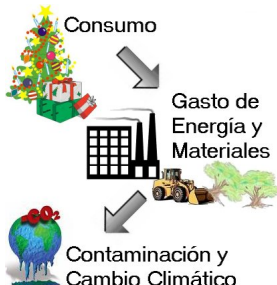 Consumo
Gasto de
Energía y
Materiales
CO2
Contaminación y
Cambio Climático